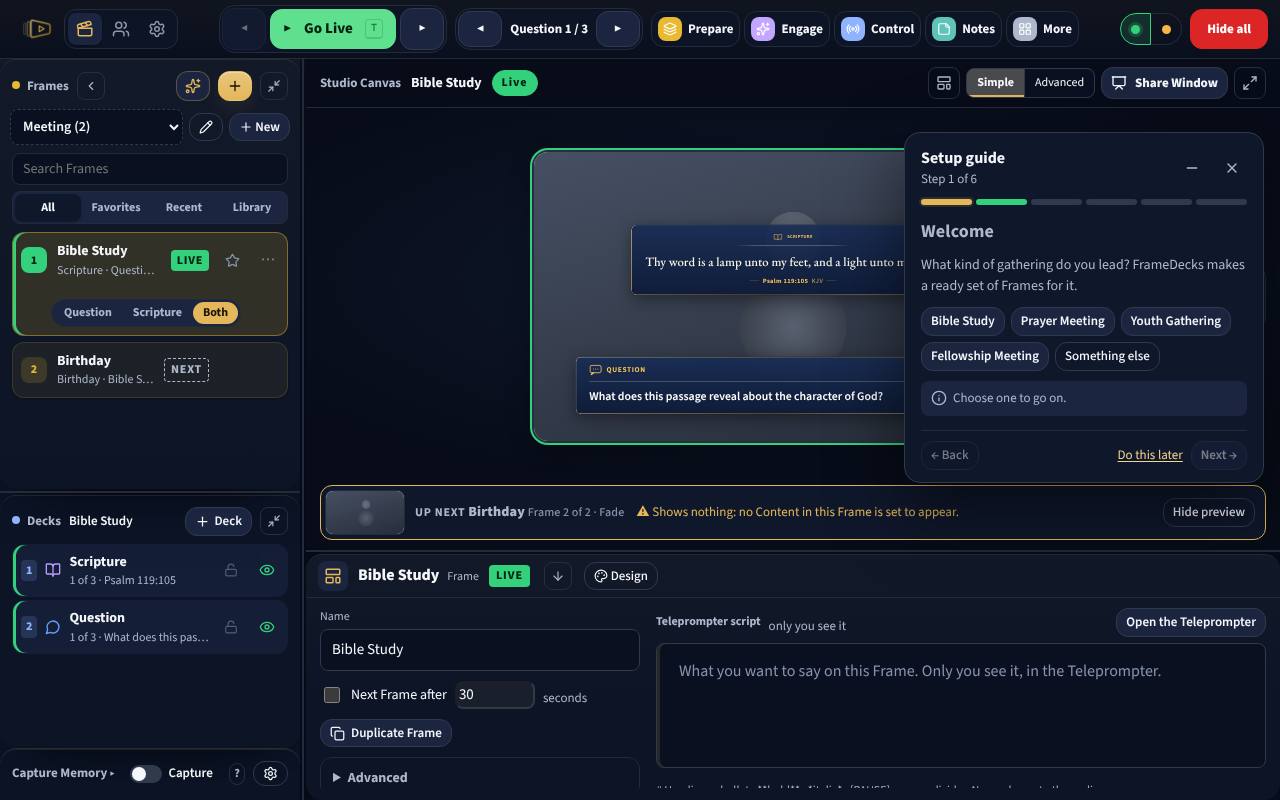 Go Live T
Question 1 / 3
Prepare
Engage
Control
Notes
More
Hide all
Frames
Meeting (2)
New
Search Frames
All Favorites Recent Library
1 Bible Study
Scripture · Questi…
LIVE
Question Scripture Both
2 Birthday
Birthday · Bible S…
NEXT
Decks Bible Study
Deck
1 Scripture
1 of 3 · Psalm 119:105
2 Question
1 of 3 · What does this pas…
Capture Memory
Capture
?
Studio Canvas Bible Study Live
Simple Advanced
Share Window
SCRIPTURE
Thy word is a lamp unto my feet, and a light unto
Psalm 119:105 KJV
QUESTION
What does this passage reveal about the character of God?
Setup guide
Step 1 of 6
Welcome
What kind of gathering do you lead? FrameDecks makes
a ready set of Frames for it.
Bible Study Prayer Meeting Youth Gathering
Fellowship Meeting Something else
Choose one to go on.
← Back
Do this later
Next →
UP NEXT Birthday Frame 2 of 2 · Fade
Shows nothing: no Content in this Frame is set to appear.
Hide preview
Bible Study Frame LIVE
Design
Name
Bible Study
Next Frame after 30 seconds
Duplicate Frame
Advanced
Teleprompter script only you see it
Open the Teleprompter
What you want to say on this Frame. Only you see it, in the Teleprompter.